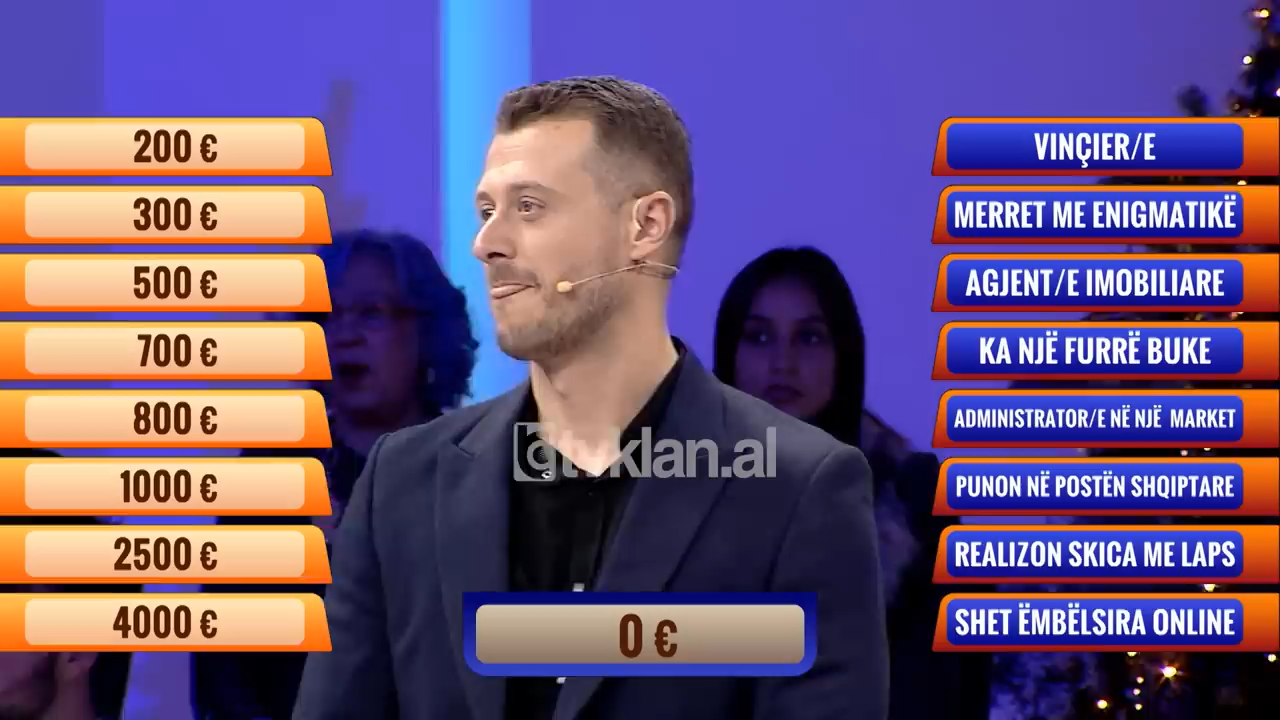 200 €
300 €
500 €
700 €
800 €
1000 €
2500 €
4000 €
VINÇIER/E
MERRET ME ENIGMATIKË
AGJENT/E IMOBILIARE
KA NJË FURRË BUKE
ADMINISTRATOR/E NË NJË MARKET
PUNON NË POSTËN SHQIPTARE
REALIZON SKICA ME LAPS
SHET ËMBËLSIRA ONLINE
tvklan.al
0 €